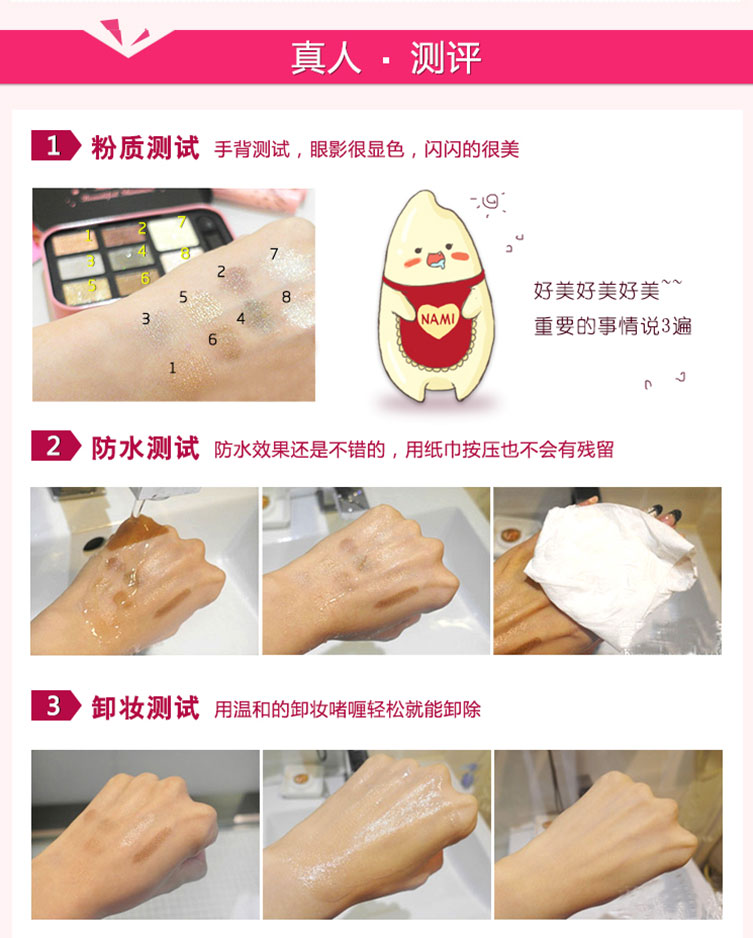 真人 · 测评
1 粉质测试 手背测试，眼影很显色，闪闪的很美
1 2 7
3 4 8
5 6
7
2
5 8
3 4
6
1
NAMI
好美好美好美~~
重要的事情说3遍
2 防水测试 防水效果还是不错的，用纸巾按压也不会有残留
3 卸妆测试 用温和的卸妆啫喱轻松就能卸除